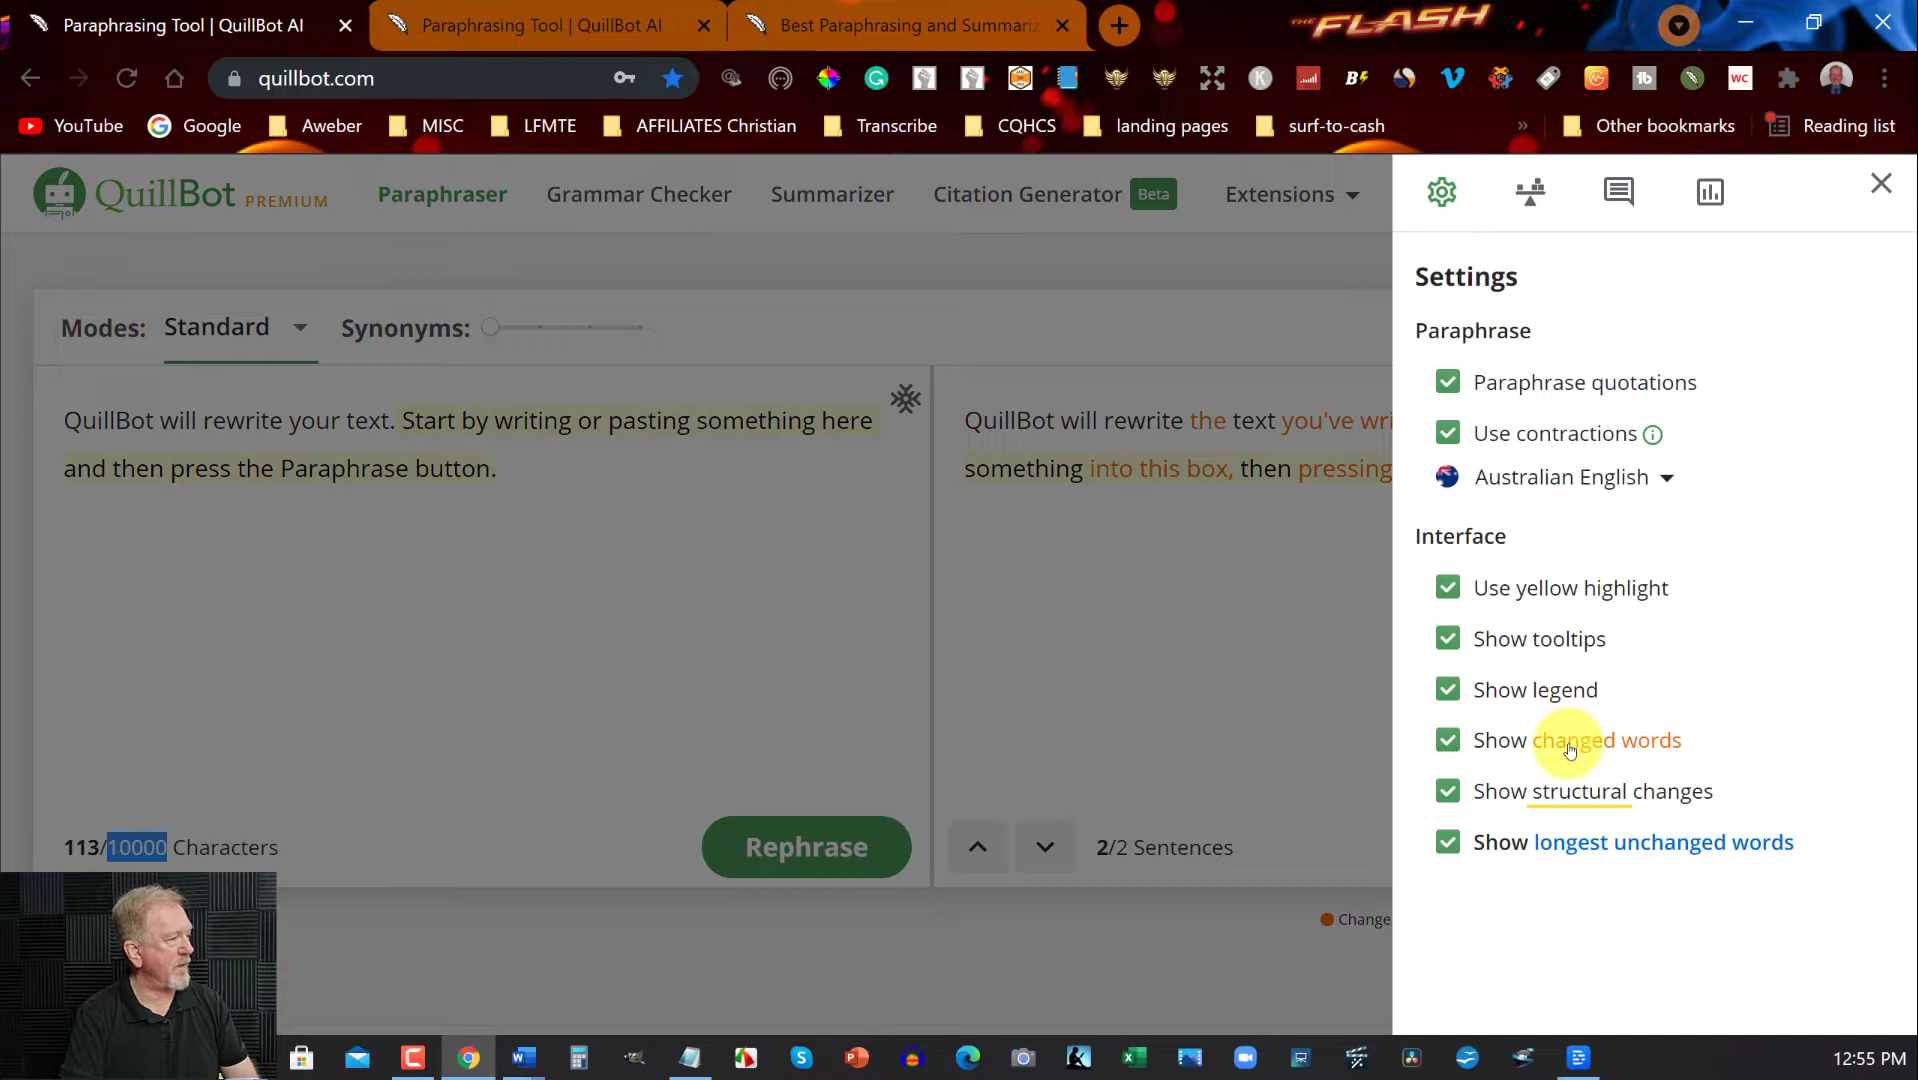 Paraphrasing Tool | QuillBot AI
Paraphrasing Tool | QuillBot AI
Best Paraphrasing and Summariz
THE FLASH
quillbot.com
YouTube
Google
Aweber
MISC
LFMTE
AFFILIATES Christian
Transcribe
CQHCS
landing pages
surf-to-cash
»
Other bookmarks
Reading list
QuillBot PREMIUM
Paraphraser
Grammar Checker
Summarizer
Citation Generator Beta
Extensions
Modes: Standard
Synonyms:
QuillBot will rewrite your text. Start by writing or pasting something here
and then press the Paraphrase button.
113/10000 Characters
Rephrase
QuillBot will rewrite the text you've wri
something into this box, then pressing
2/2 Sentences
Change
Settings
Paraphrase
Paraphrase quotations
Use contractions
Australian English
Interface
Use yellow highlight
Show tooltips
Show legend
Show changed words
Show structural changes
Show longest unchanged words
12:55 PM